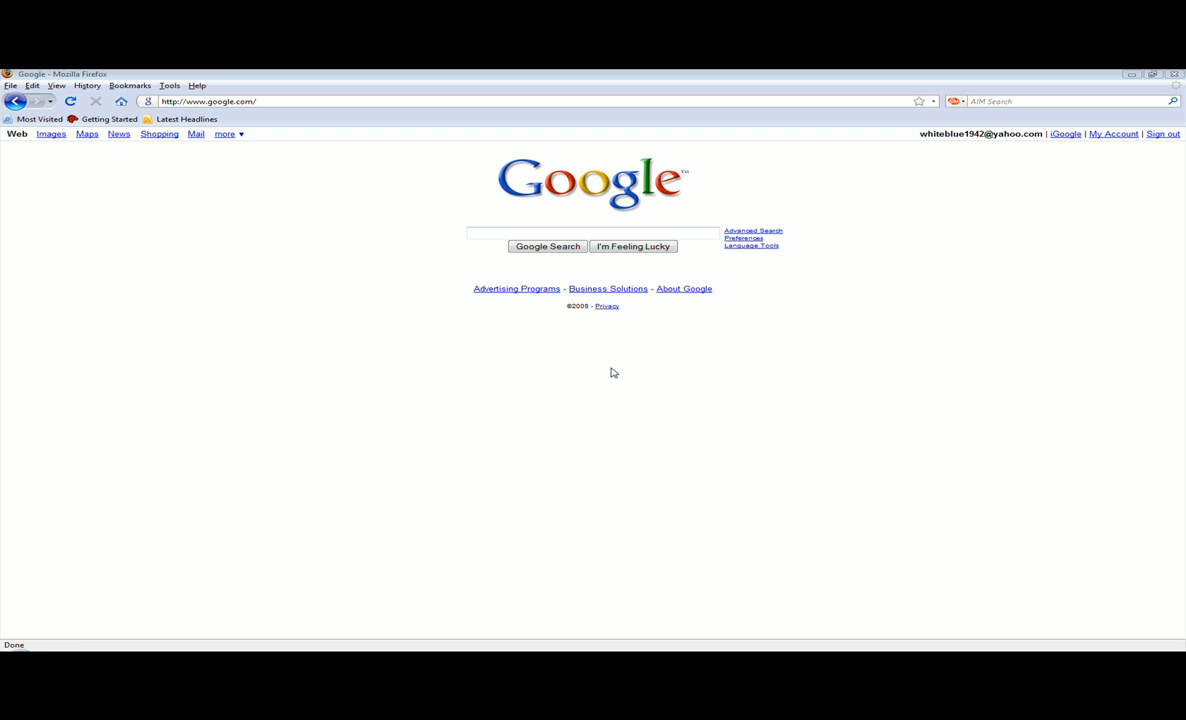 Google - Mozilla Firefox
File Edit View History Bookmarks Tools Help
http://www.google.com/ AIM Search
Most Visited Getting Started Latest Headlines
Web Images Maps News Shopping Mail more ▼ whiteblue1942@yahoo.com | iGoogle | My Account | Sign out
Google™
Advanced Search
Preferences
Language Tools
Google Search I'm Feeling Lucky
Advertising Programs - Business Solutions - About Google
©2008 - Privacy
Done